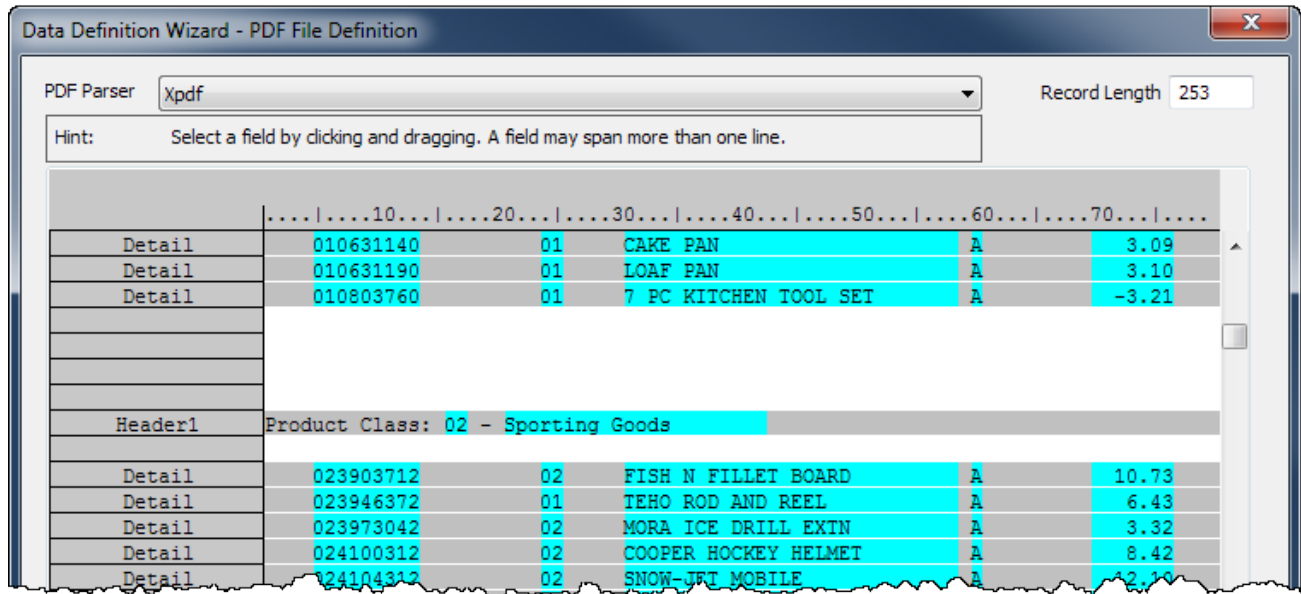 Data Definition Wizard - PDF File Definition
x
PDF Parser Xpdf Record Length 253
Hint: Select a field by clicking and dragging. A field may span more than one line.
....|....10...|....20...|....30...|....40...|....50...|....60...|....70...|....
Detail 010631140 01 CAKE PAN A 3.09
Detail 010631190 01 LOAF PAN A 3.10
Detail 010803760 01 7 PC KITCHEN TOOL SET A -3.21
Header1 Product Class: 02 - Sporting Goods
Detail 023903712 02 FISH N FILLET BOARD A 10.73
Detail 023946372 01 TEHO ROD AND REEL A 6.43
Detail 023973042 02 MORA ICE DRILL EXTN A 3.32
Detail 024100312 02 COOPER HOCKEY HELMET A 8.42
Detail 024104312 02 SNOW-JET MOBILE A 12.10